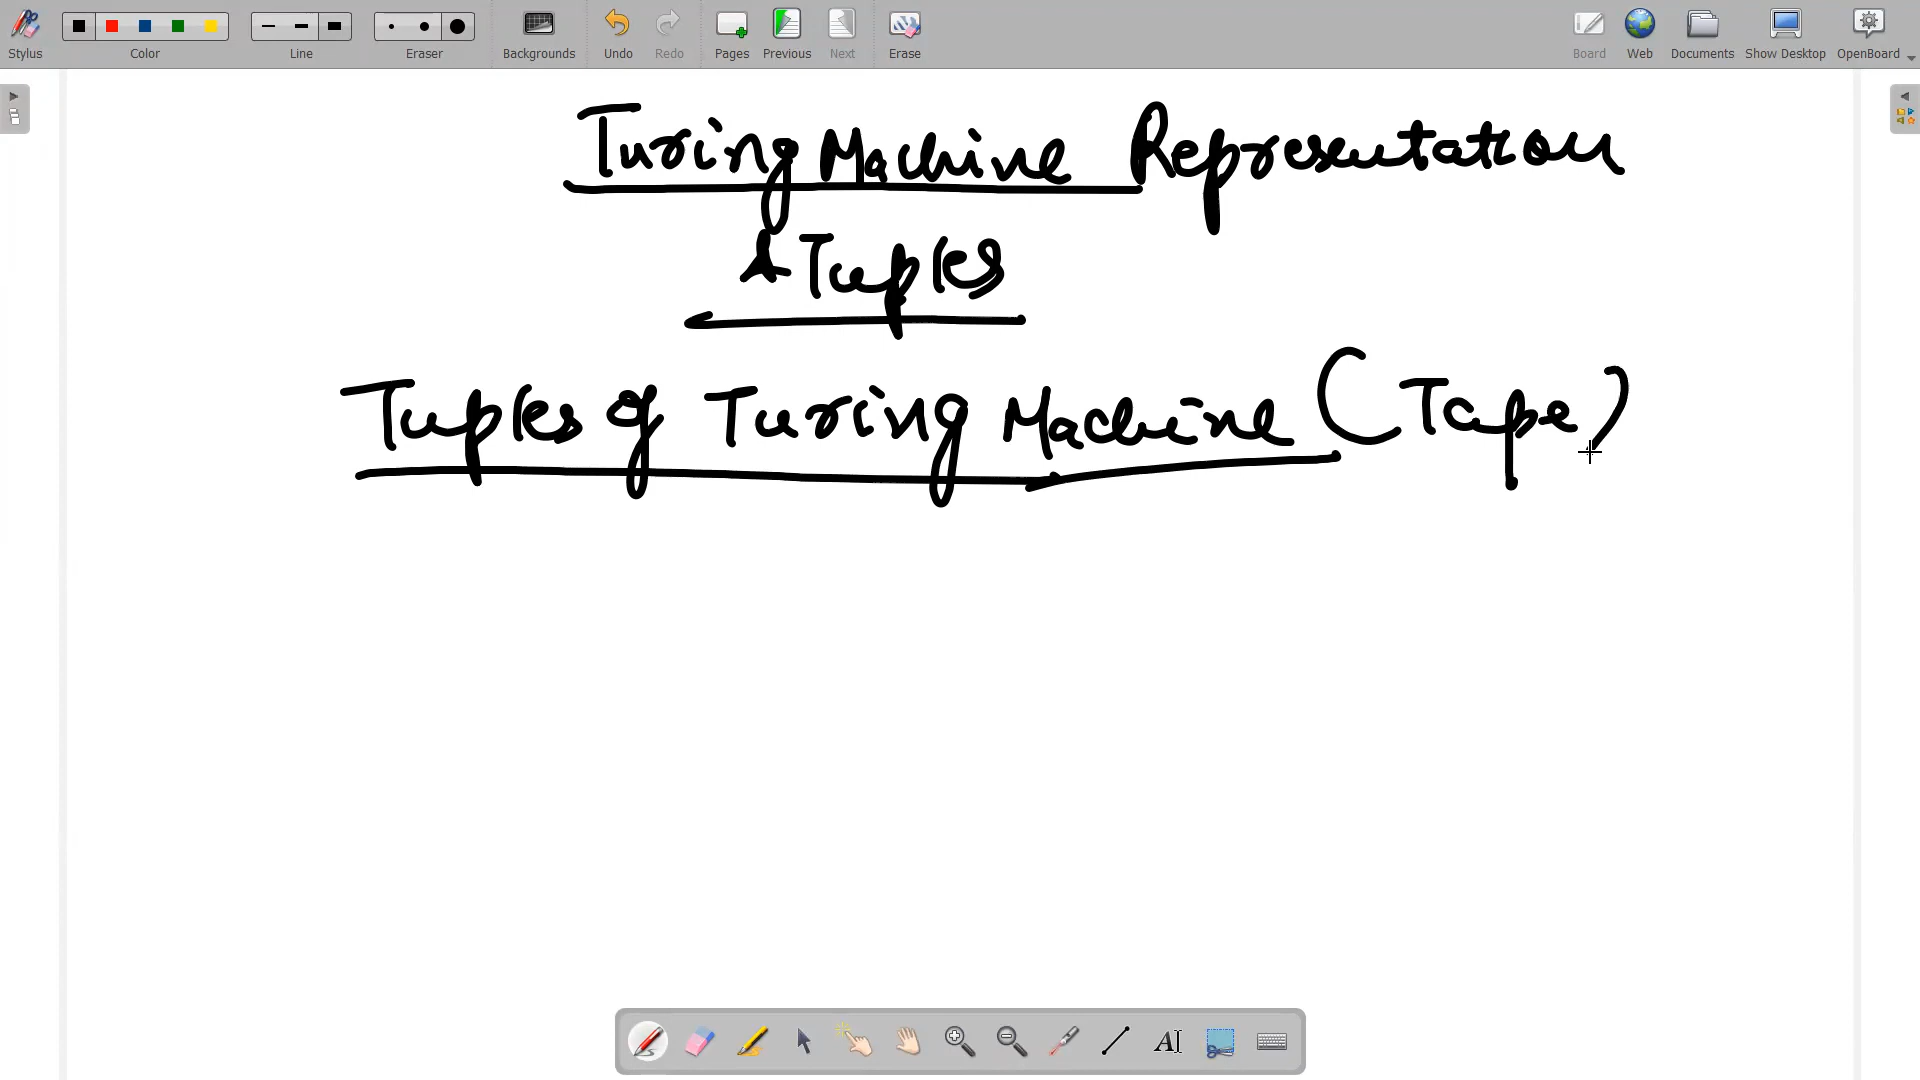 Stylus Color Line Eraser Backgrounds Undo Redo Pages Previous Next Erase Board Web Documents Show Desktop OpenBoard
Turing Machine Representation
& Tuples
Tuples of Turing Machine (Tape)